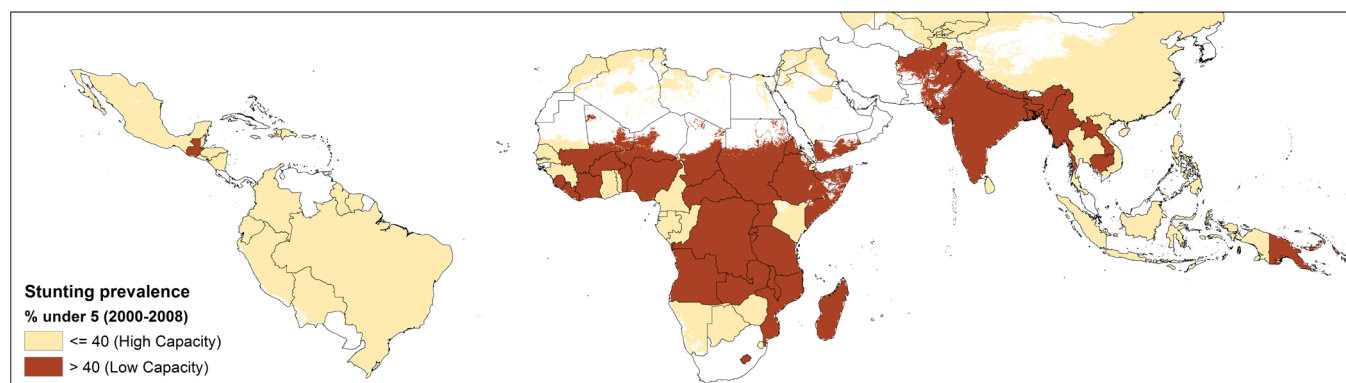 Stunting prevalence
% under 5 (2000-2008)
<= 40 (High Capacity)
> 40 (Low Capacity)